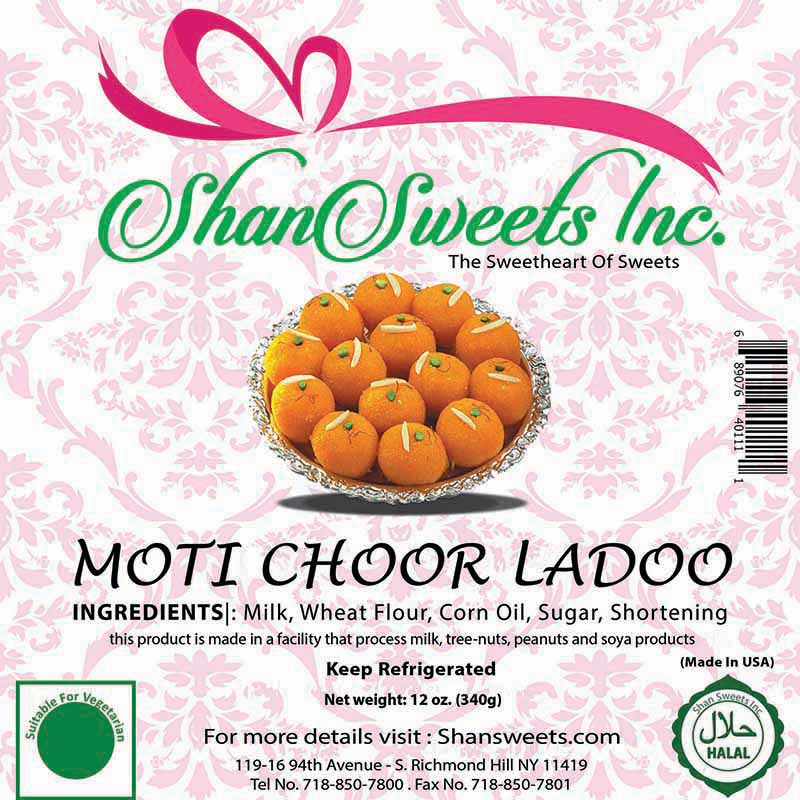 ShanSweets Inc.
The Sweetheart Of Sweets
6 89076 40111 1
MOTI CHOOR LADOO
INGREDIENTS|: Milk, Wheat Flour, Corn Oil, Sugar, Shortening
this product is made in a facility that process milk, tree-nuts, peanuts and soya products
Keep Refrigerated
(Made In USA)
Net weight: 12 oz. (340g)
Suitable For Vegetarian
Shan Sweets Inc.
حلال
HALAL
For more details visit : Shansweets.com
119-16 94th Avenue - S. Richmond Hill NY 11419
Tel No. 718-850-7800 . Fax No. 718-850-7801